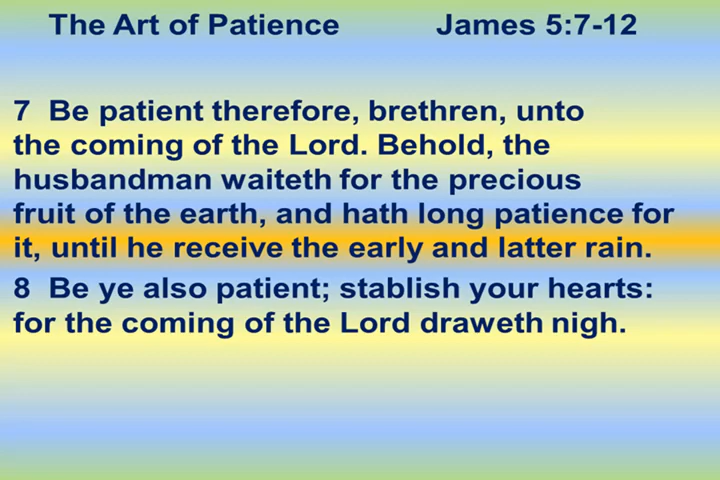 The Art of Patience James 5:7-12
7 Be patient therefore, brethren, unto
the coming of the Lord. Behold, the
husbandman waiteth for the precious
fruit of the earth, and hath long patience for
it, until he receive the early and latter rain.
8 Be ye also patient; stablish your hearts:
for the coming of the Lord draweth nigh.